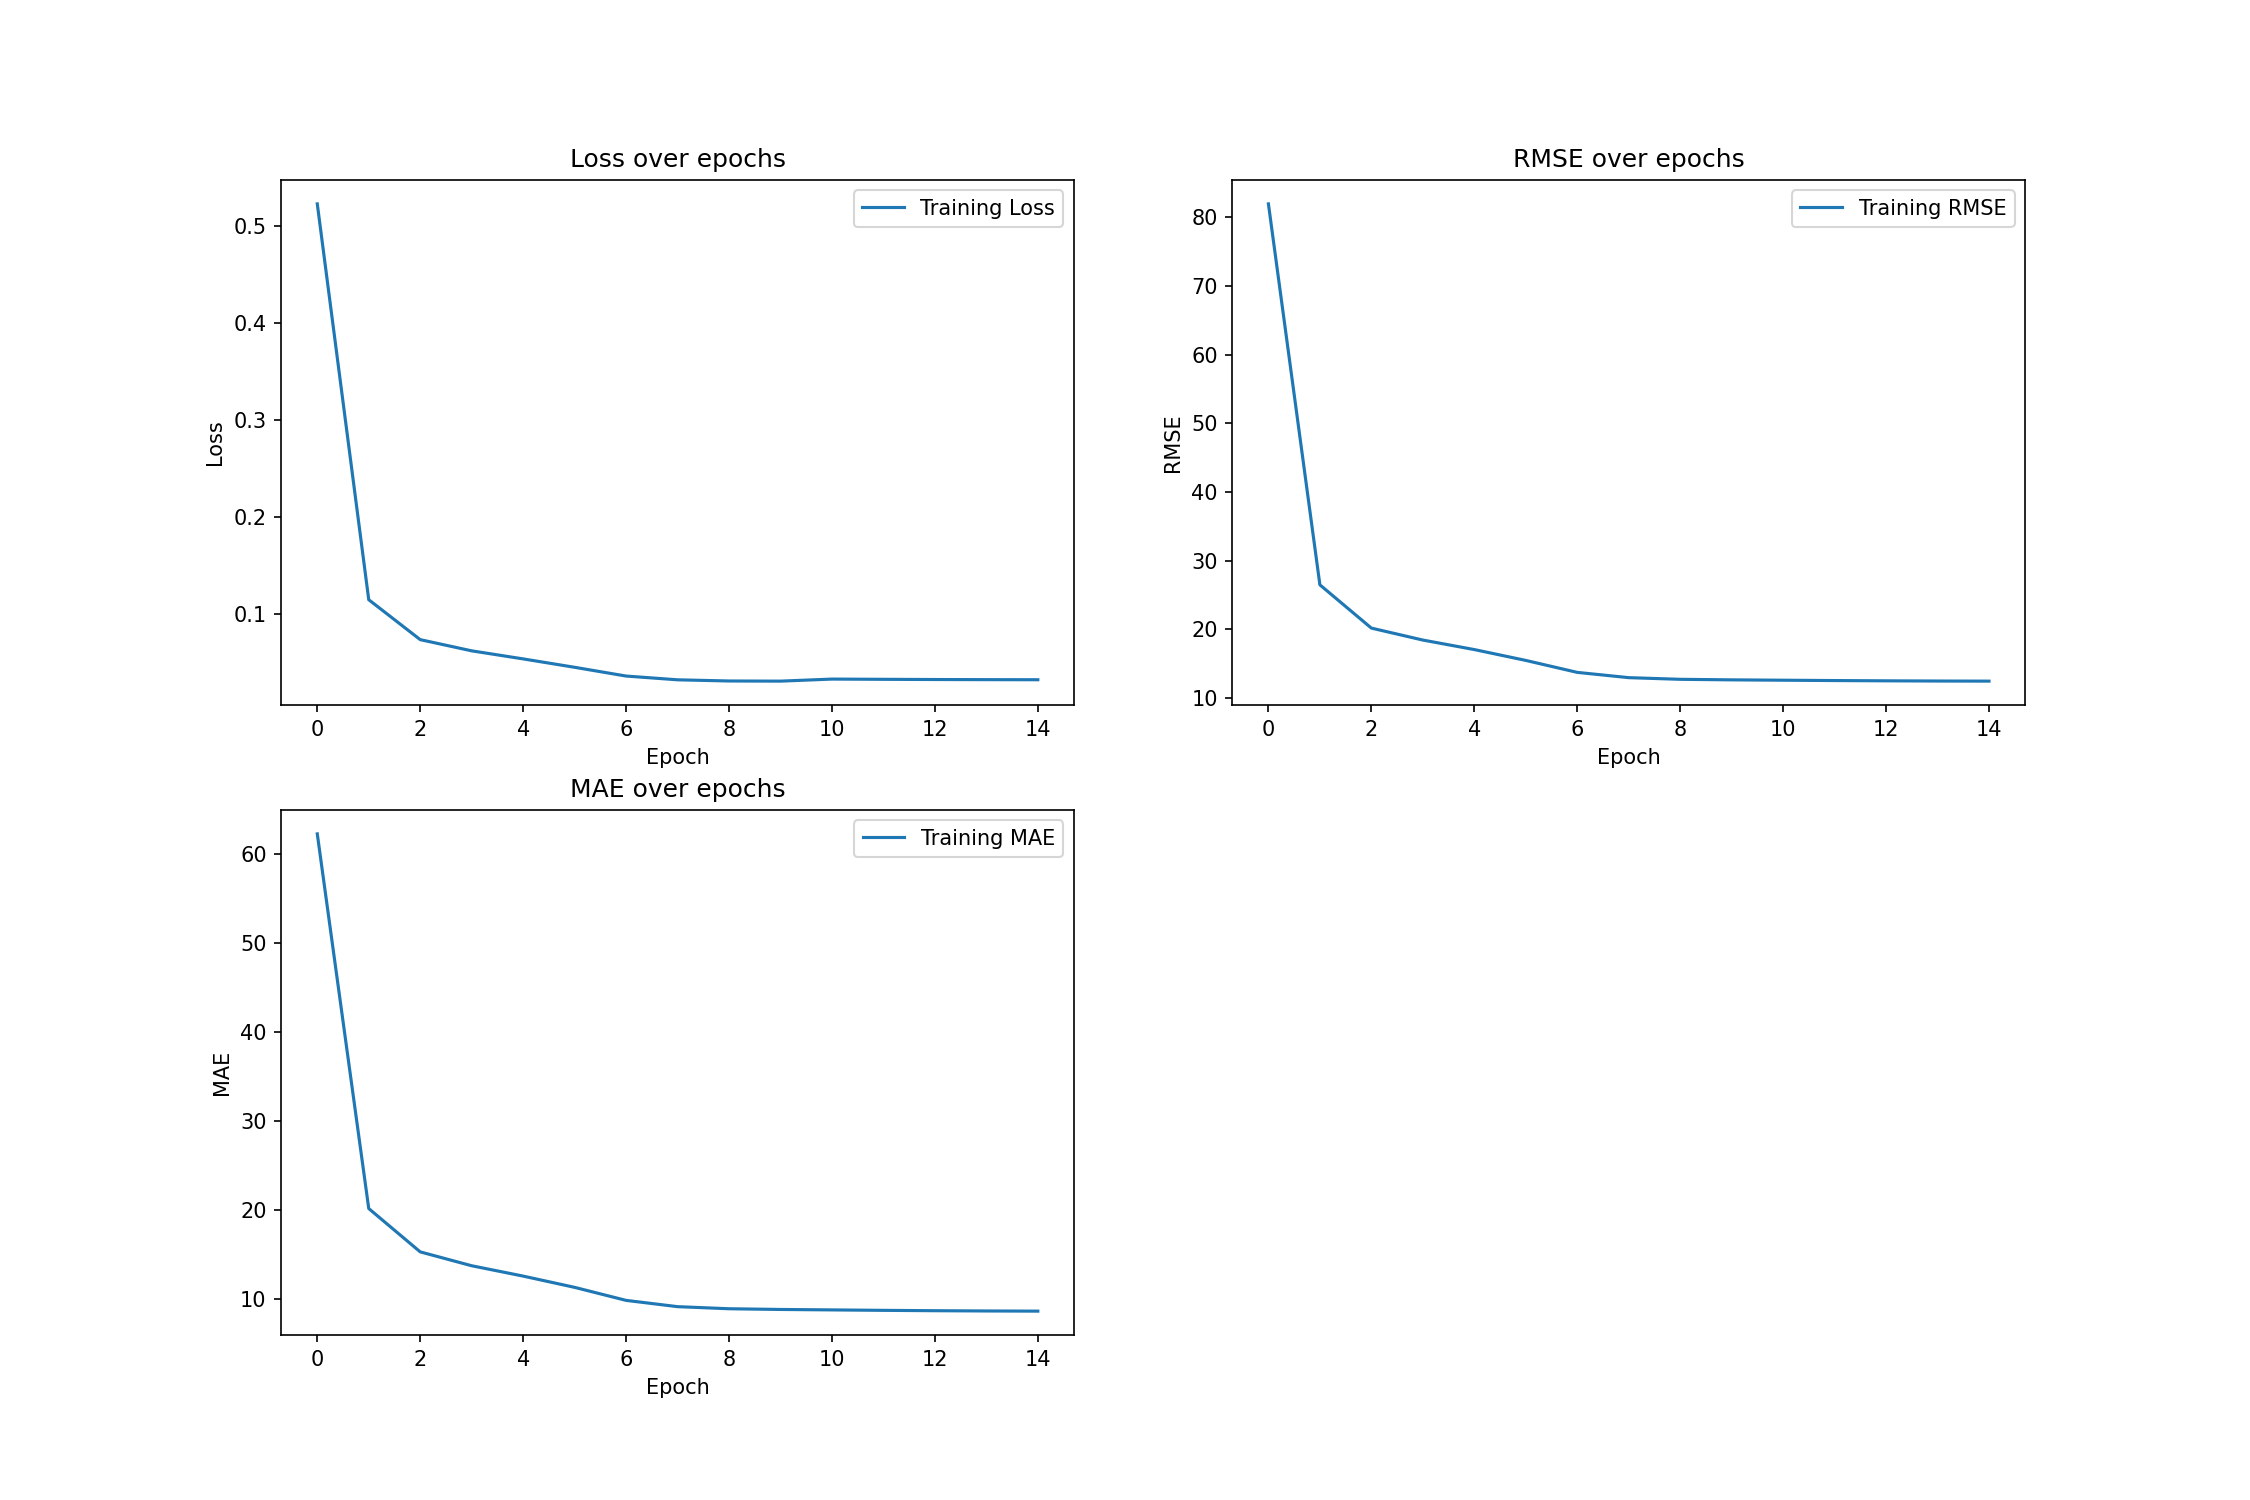 Loss over epochs
Training Loss
0.5
0.4
0.3
0.2
0.1
Loss
0 2 4 6 8 10 12 14
Epoch
RMSE over epochs
Training RMSE
80
70
60
50
40
30
20
10
RMSE
0 2 4 6 8 10 12 14
Epoch
MAE over epochs
Training MAE
60
50
40
30
20
10
MAE
0 2 4 6 8 10 12 14
Epoch